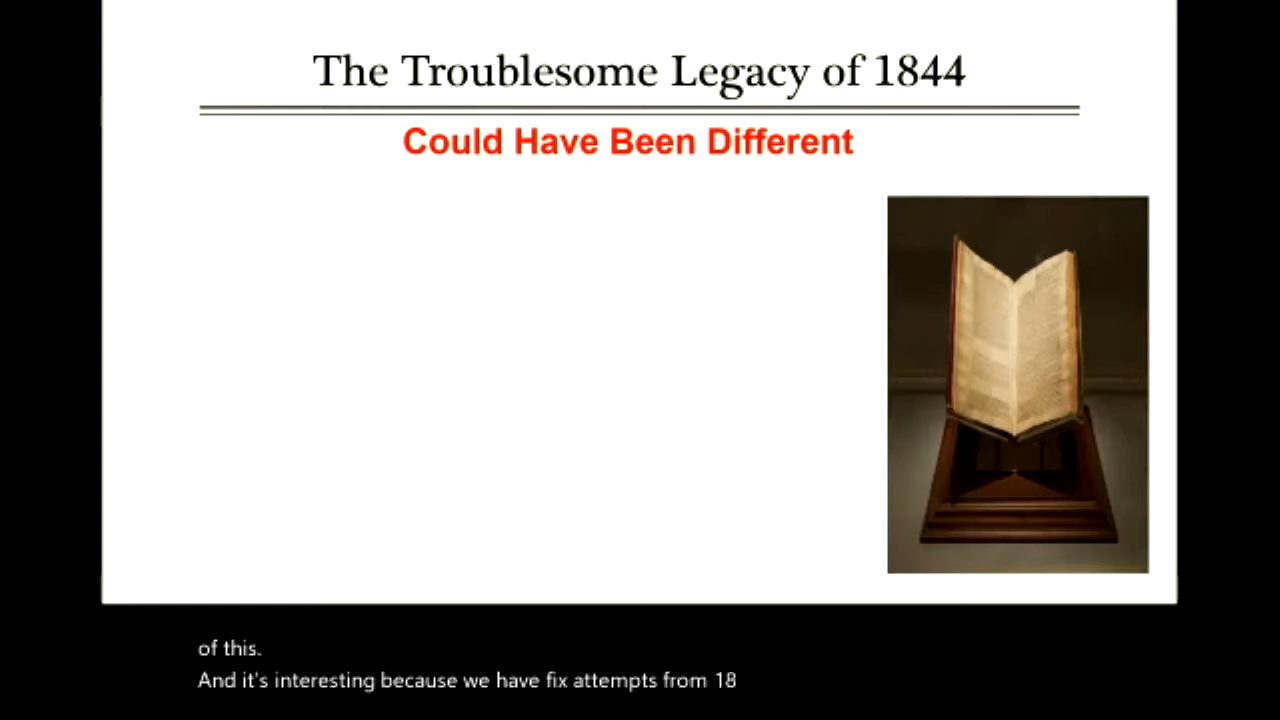 The Troublesome Legacy of 1844
Could Have Been Different
of this.
And it's interesting because we have fix attempts from 18